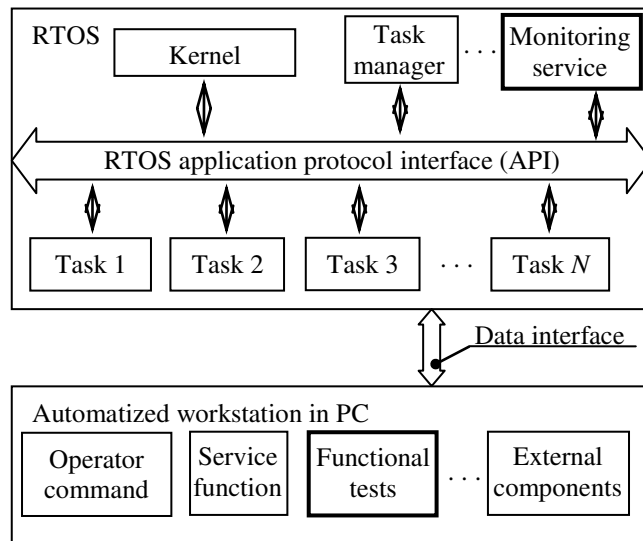 RTOS
Kernel
Task
manager
. . .
Monitoring
service
RTOS application protocol interface (API)
Task 1
Task 2
Task 3
. . .
Task N
Data interface
Automatized workstation in PC
Operator
command
Service
function
Functional
tests
. . .
External
components